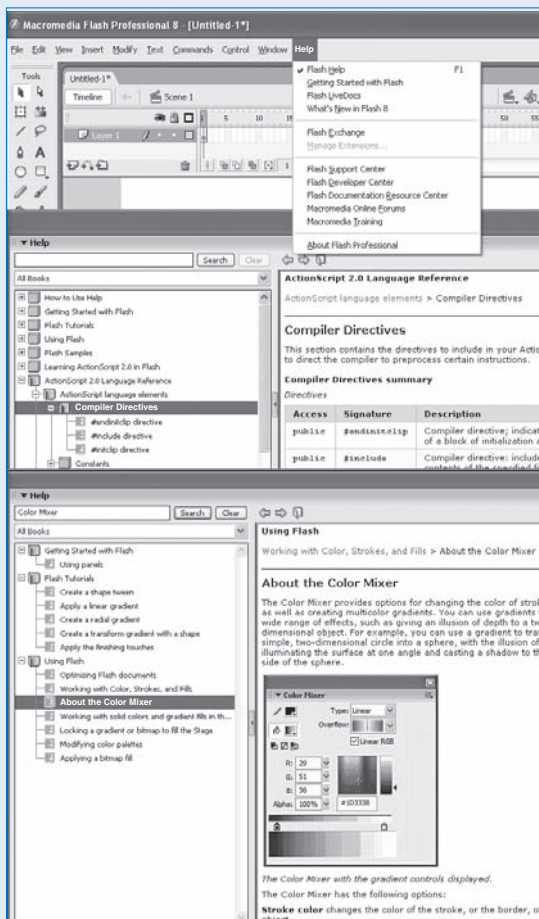 Macromedia Flash Professional 8 - [Untitled-1*]
File Edit View Insert Modify Text Commands Control Window Help
Tools
Untitled-1*
Timeline
Scene 1
Flash Help F1
Getting Started with Flash
Flash LiveDocs
What's New in Flash 8
Flash Exchange
Manage Extensions...
Flash Support Center
Flash Developer Center
Flash Documentation Resource Center
Macromedia Online Forums
Macromedia Training
About Flash Professional
1 5 10 15 50 55
Layer 1
A
1
Help
Search Clear
All Books
How to Use Help
Getting Started with Flash
Flash Tutorials
Using Flash
Flash Samples
Learning ActionScript 2.0 in Flash
ActionScript 2.0 Language Reference
ActionScript language elements
Compiler Directives
#endinitclip directive
#include directive
#initclip directive
Constants
ActionScript 2.0 Language Reference
ActionScript language elements > Compiler Directives
Compiler Directives
This section contains the directives to include in your Actio
to direct the compiler to preprocess certain instructions.
Compiler Directives summary
Directives
Access Signature Description
public #endinitclip Compiler directive; indicat
of a block of initialization a
public #include Compiler directive: include
contents of the specified f
Help
Color Mixer Search Clear
All Books
Getting Started with Flash
Using panels
Flash Tutorials
Create a shape tween
Apply a linear gradient
Create a radial gradient
Create a transform gradient with a shape
Apply the finishing touches
Using Flash
Optimizing Flash documents
Working with Color, Strokes, and Fills
About the Color Mixer
Working with solid colors and gradient fills in th...
Locking a gradient or bitmap to fill the Stage
Modifying color palettes
Applying a bitmap fill
Using Flash
Working with Color, Strokes, and Fills > About the Color Mixer
About the Color Mixer
The Color Mixer provides options for changing the color of strok
as well as creating multicolor gradients. You can use gradients
wide range of effects, such as giving an illusion of depth to a tw
dimensional object. For example, you can use a gradient to tra
simple, two-dimensional circle into a sphere, with the illusion of
illuminating the surface at one angle and casting a shadow to th
side of the sphere.
Color Mixer
Type: Linear
Overflow:
Linear RGB
R: 29
G: 51
B: 56
Alpha: 100% #1D3338
The Color Mixer with the gradient controls displayed.
The Color Mixer has the following options:
Stroke color changes the color of the stroke, or the border, o
object.